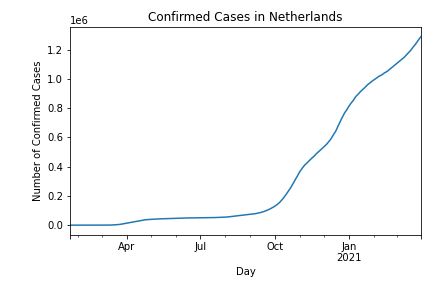 Confirmed Cases in Netherlands
1e6
1.2
1.0
0.8
0.6
0.4
0.2
0.0
Number of Confirmed Cases
Apr
Jul
Oct
Jan
2021
Day